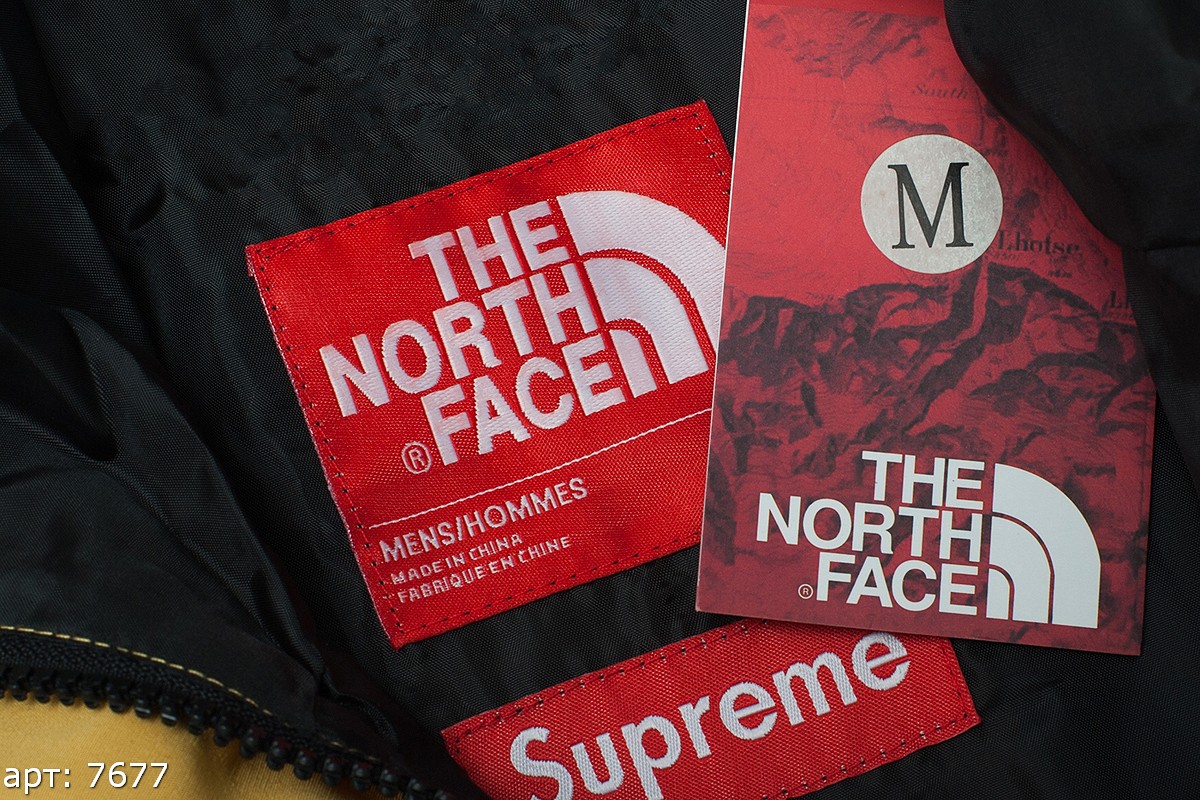 THE
NORTH
FACE
®
MENS/HOMMES
MADE IN CHINA
FABRIQUE EN CHINE
South
M
Lhotse
THE
NORTH
FACE
®
Supreme
арт: 7677